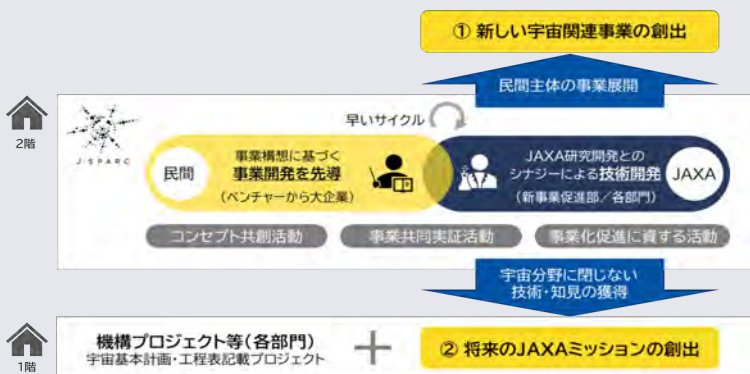 ① 新しい宇宙関連事業の創出
民間主体の事業展開
2階
J-SPARC
早いサイクル
民間
事業構想に基づく
事業開発を先導
(ベンチャーから大企業)
JAXA研究開発との
シナジーによる技術開発
(新事業促進部/各部門)
JAXA
コンセプト共創活動
事業共同実証活動
事業化促進に資する活動
宇宙分野に閉じない
技術・知見の獲得
1階
機構プロジェクト等(各部門)
宇宙基本計画・工程表記載プロジェクト
+
② 将来のJAXAミッションの創出